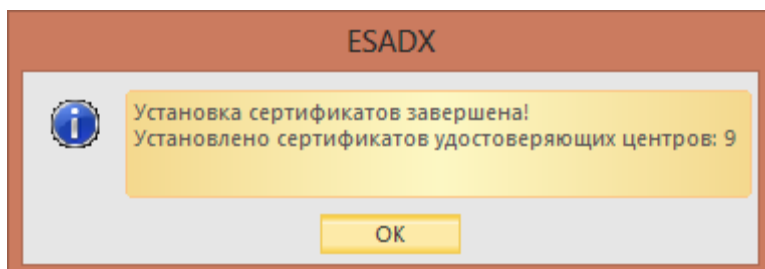 ESADX
Установка сертификатов завершена!
Установлено сертификатов удостоверяющих центров: 9
OK